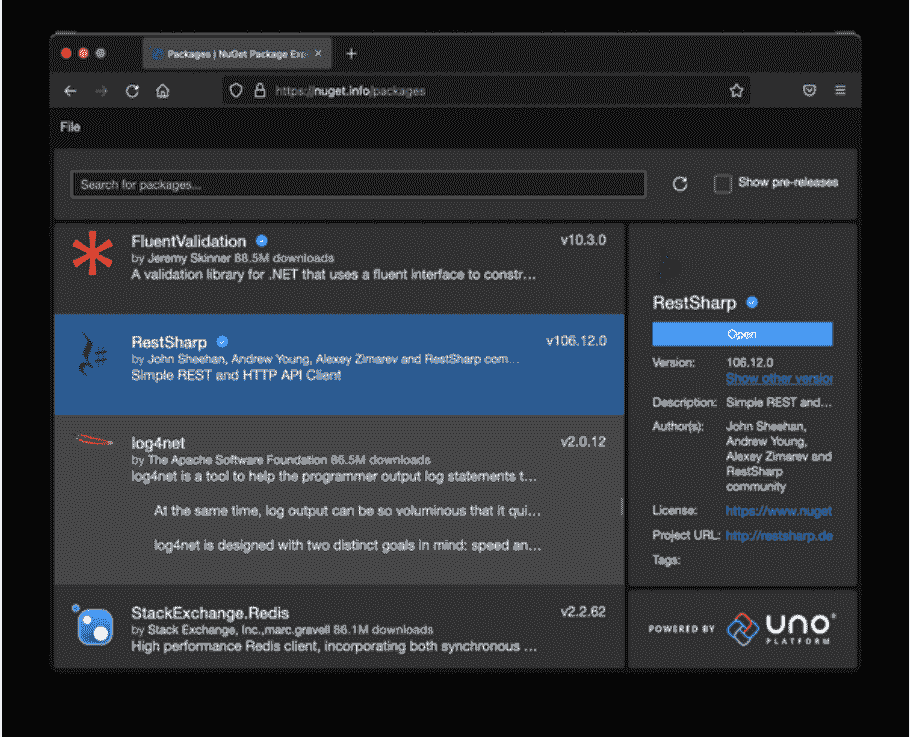 Packages | NuGet Package Exp
https://nuget.info/packages
File
Search for packages...
Show pre-releases
FluentValidation
v10.3.0
by Jeremy Skinner 88.5M downloads
A validation library for .NET that uses a fluent interface to constr...
RestSharp
v106.12.0
by John Sheehan, Andrew Young, Alexey Zimarev and RestSharp com...
Simple REST and HTTP API Client
log4net
v2.0.12
by The Apache Software Foundation 86.5M downloads
log4net is a tool to help the programmer output log statements t...
At the same time, log output can be so voluminous that it qui...
log4net is designed with two distinct goals in mind: speed an...
StackExchange.Redis
v2.2.62
by Stack Exchange, Inc.,marc.gravell 86.1M downloads
High performance Redis client, incorporating both synchronous ...
RestSharp
Open
Version: 106.12.0
Show other version
Description: Simple REST and...
Author(s): John Sheehan,
Andrew Young,
Alexey Zimarev and
RestSharp
community
License: https://www.nuget
Project URL: http://restsharp.de
Tags:
POWERED BY
UNO
PLATFORM